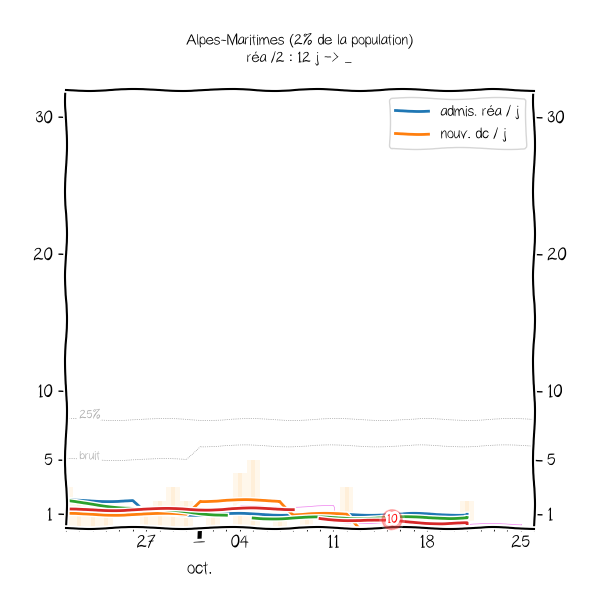 Alpes-Maritimes (2% de la population)
réa /2 : 12 j -> _
admis. réa / j
nouv. dc / j
30
30
20
20
10
10
25%
5
bruit
5
1
10
1
27
04
11
18
25
oct.